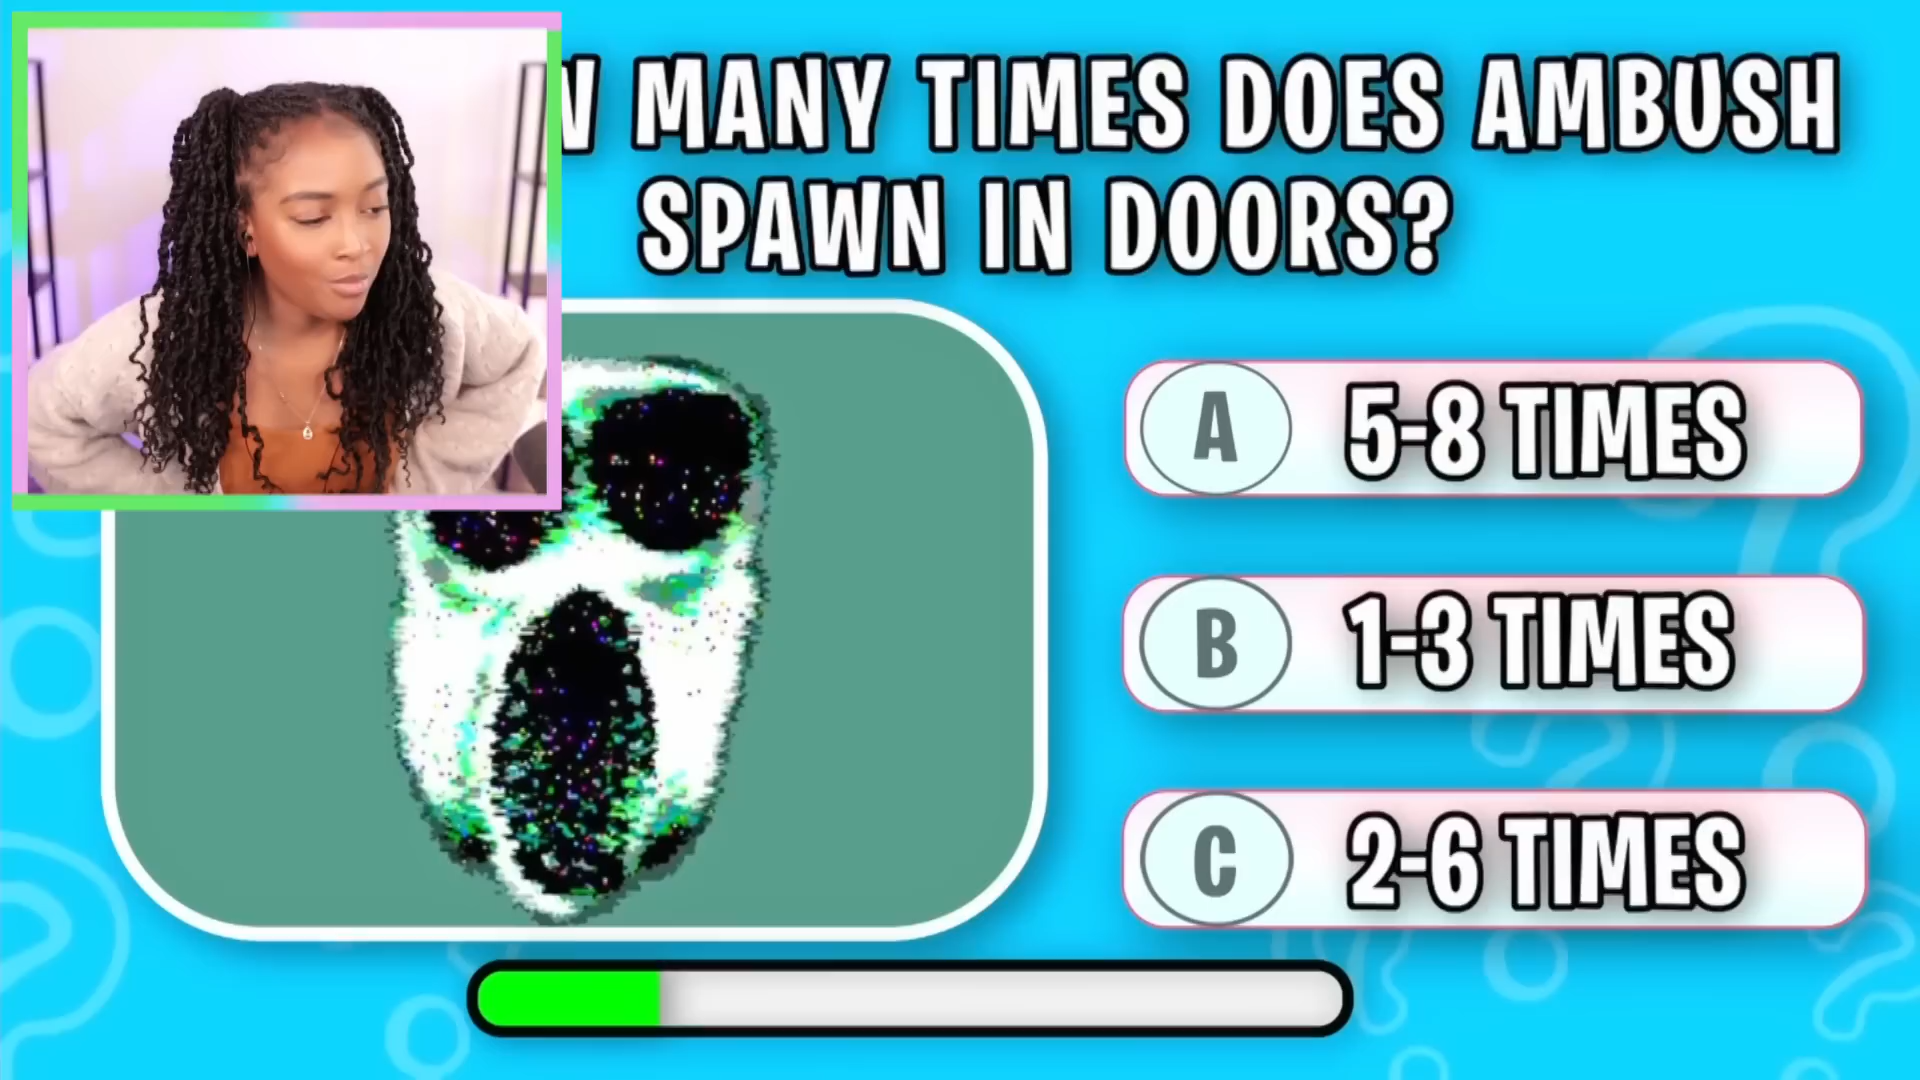 MANY TIMES DOES AMBUSH
SPAWN IN DOORS?
A 5-8 TIMES
B 1-3 TIMES
C 2-6 TIMES